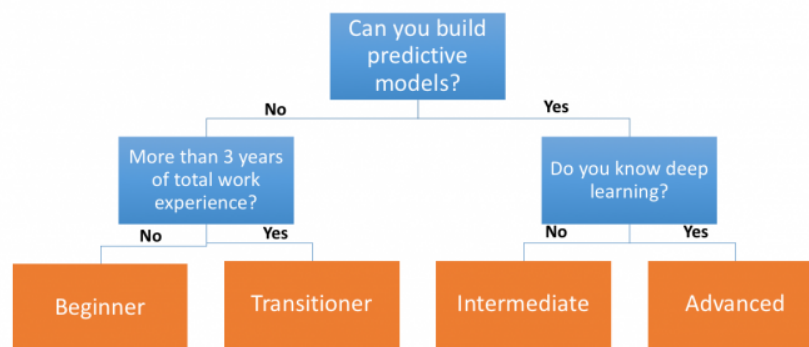 Can you build
predictive
models?
No
Yes
More than 3 years
of total work
experience?
Do you know deep
learning?
No
Yes
No
Yes
Beginner
Transitioner
Intermediate
Advanced